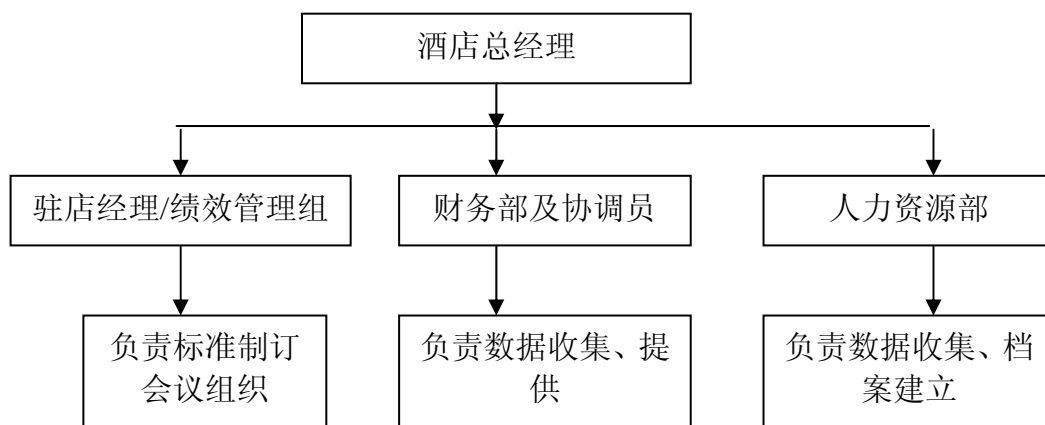 酒店总经理
驻店经理/绩效管理组
财务部及协调员
人力资源部
负责标准制订
会议组织
负责数据收集、提
供
负责数据收集、档
案建立